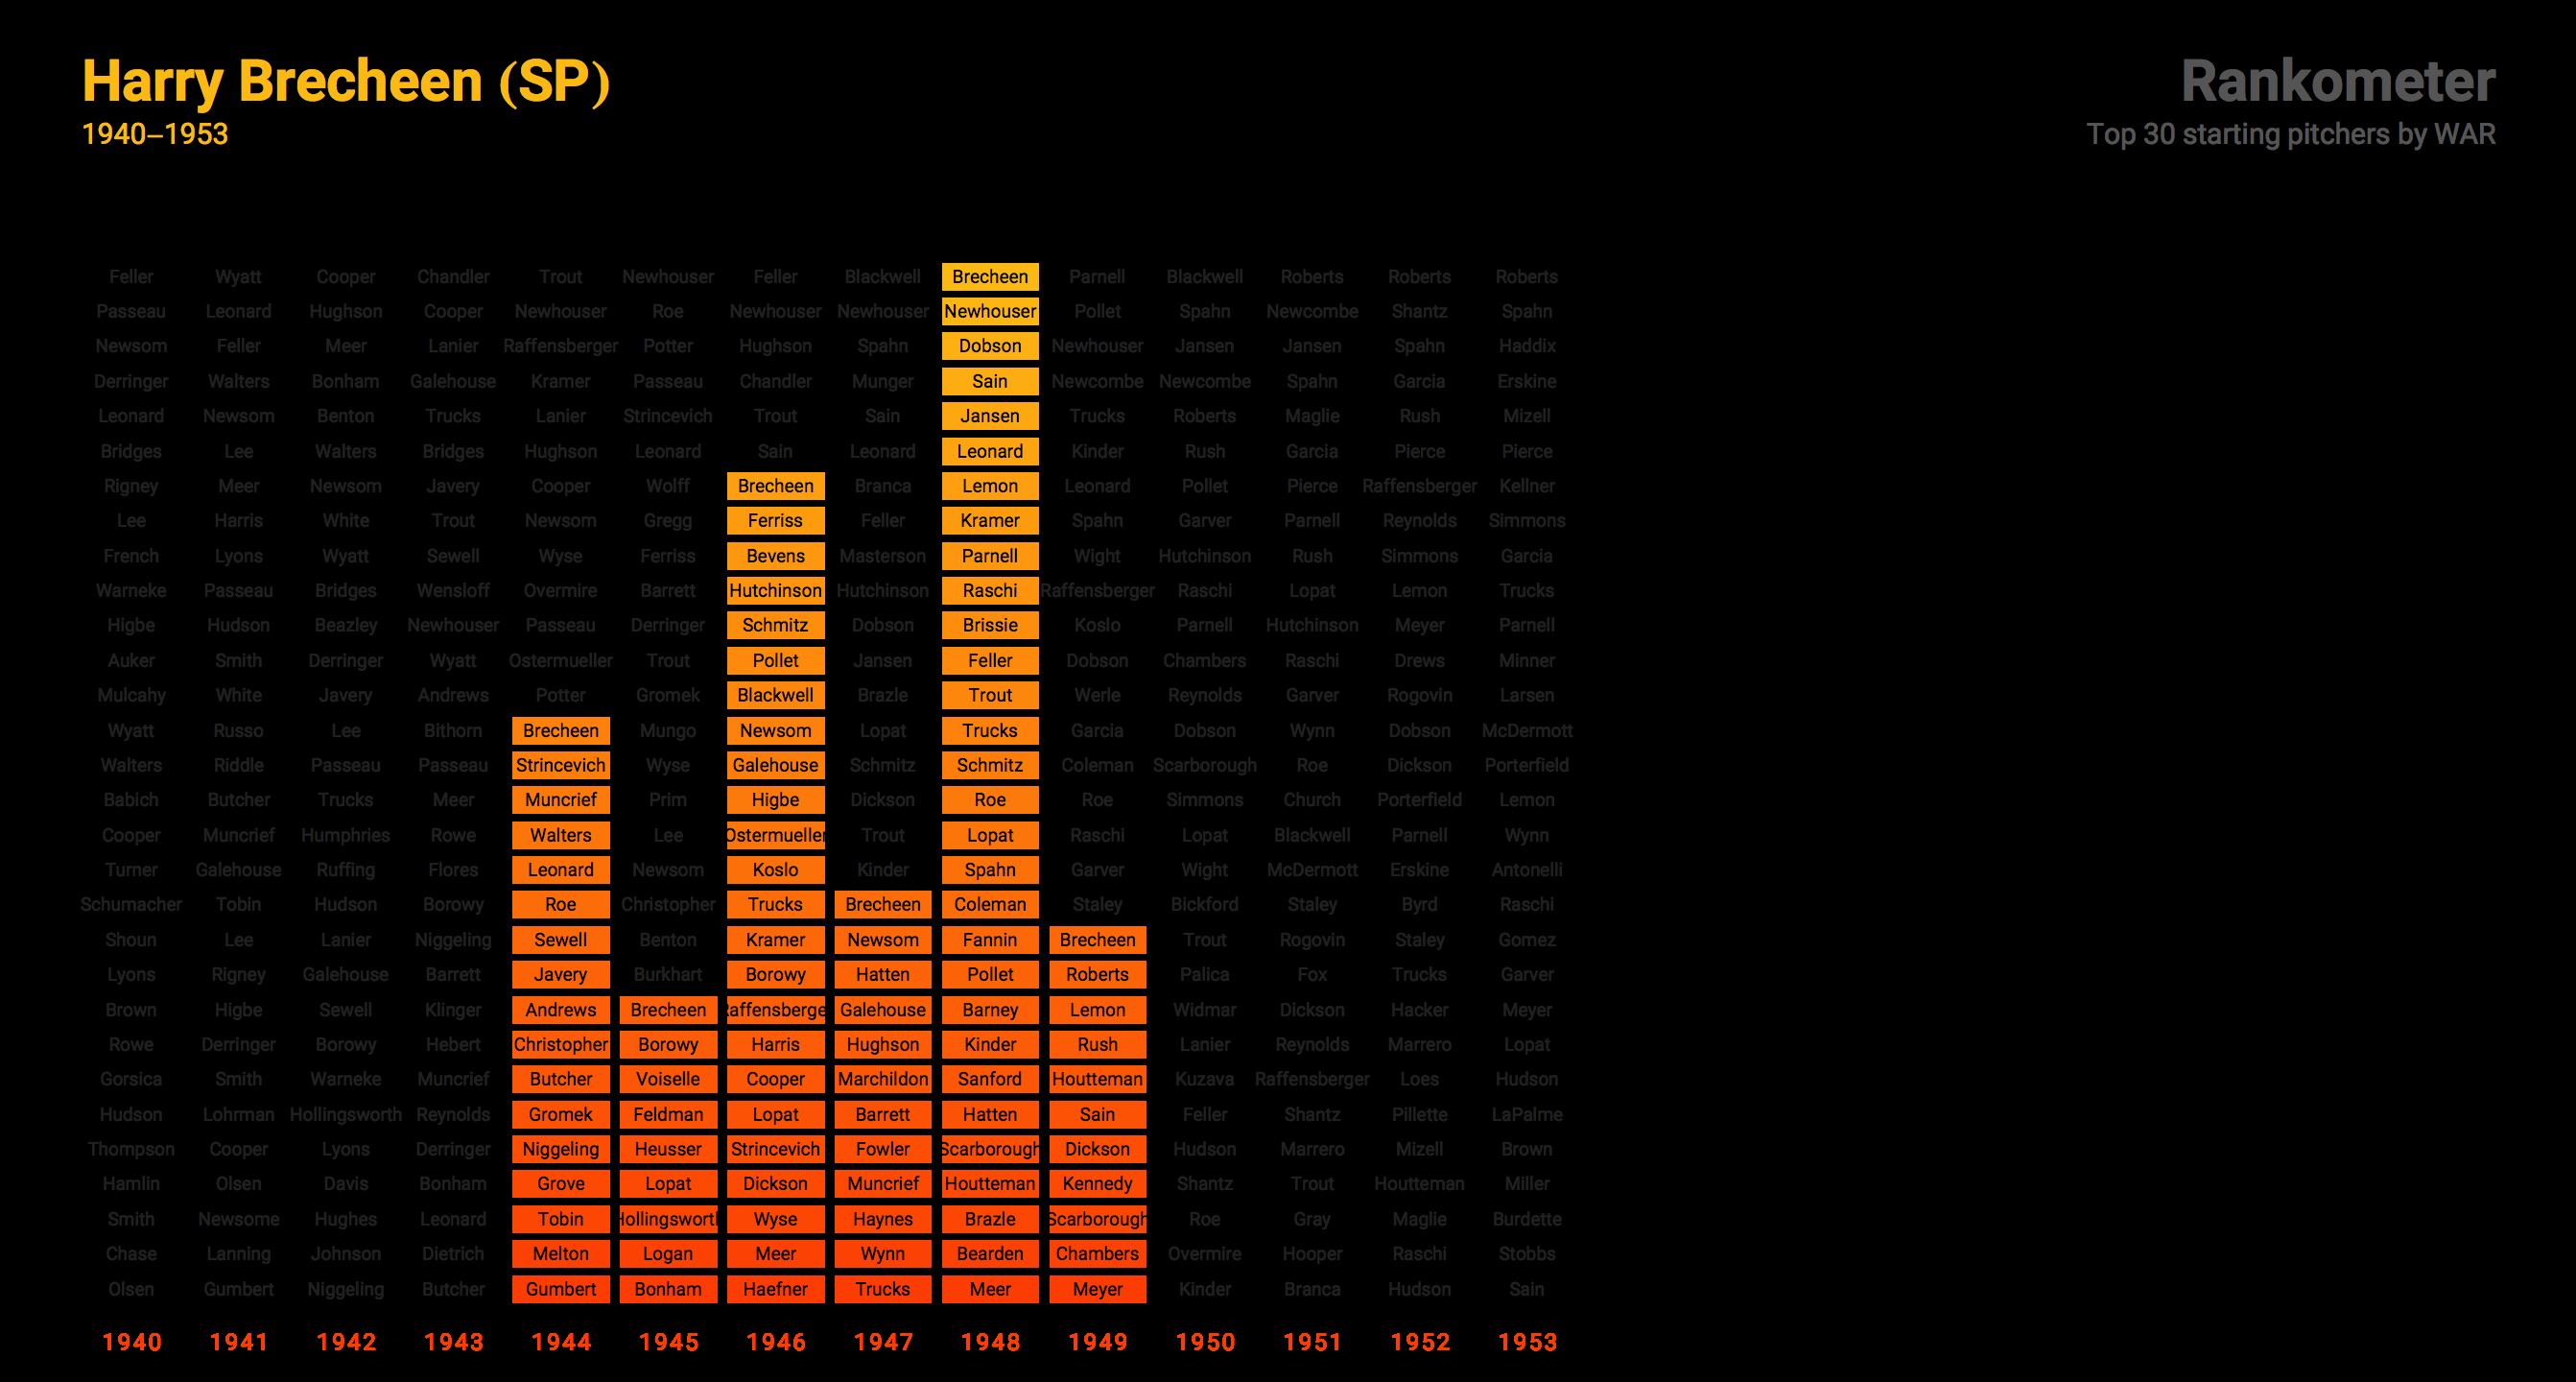 Harry Brecheen (SP)
1940–1953
Rankometer
Top 30 starting pitchers by WAR
Feller Wyatt Cooper Chandler Trout Newhouser Feller Blackwell Brecheen Parnell Blackwell Roberts Roberts Roberts
Passeau Leonard Hughson Cooper Newhouser Roe Newhouser Newhouser Newhouser Pollet Spahn Newcombe Shantz Spahn
Newsom Feller Meer Lanier Raffensberger Potter Hughson Spahn Dobson Newhouser Jansen Jansen Spahn Haddix
Derringer Walters Bonham Galehouse Kramer Passeau Chandler Munger Sain Newcombe Newcombe Spahn Garcia Erskine
Leonard Newsom Benton Trucks Lanier Strincevich Trout Sain Jansen Trucks Roberts Maglie Rush Mizell
Bridges Lee Walters Bridges Hughson Leonard Sain Leonard Leonard Kinder Rush Garcia Pierce Pierce
Rigney Meer Newsom Javery Cooper Wolff Brecheen Branca Lemon Leonard Pollet Pierce Raffensberger Kellner
Lee Harris White Trout Newsom Gregg Ferriss Feller Kramer Spahn Garver Parnell Reynolds Simmons
French Lyons Wyatt Sewell Wyse Ferriss Bevens Masterson Parnell Wight Hutchinson Rush Simmons Garcia
Warneke Passeau Bridges Wensloff Overmire Barrett Hutchinson Hutchinson Raschi Raffensberger Raschi Lopat Lemon Trucks
Higbe Hudson Beazley Newhouser Passeau Derringer Schmitz Dobson Brissie Koslo Parnell Hutchinson Meyer Parnell
Auker Smith Derringer Wyatt Ostermueller Trout Pollet Jansen Feller Dobson Chambers Raschi Drews Minner
Mulcahy White Javery Andrews Potter Gromek Blackwell Brazle Trout Werle Reynolds Garver Rogovin Larsen
Wyatt Russo Lee Bithorn Brecheen Mungo Newsom Lopat Trucks Garcia Dobson Wynn Dobson McDermott
Walters Riddle Passeau Passeau Strincevich Wyse Galehouse Schmitz Schmitz Coleman Scarborough Roe Dickson Porterfield
Babich Butcher Trucks Meer Muncrief Prim Higbe Dickson Roe Roe Simmons Church Porterfield Lemon
Cooper Muncrief Humphries Rowe Walters Lee Ostermueller Trout Lopat Raschi Lopat Blackwell Parnell Wynn
Turner Galehouse Ruffing Flores Leonard Newsom Koslo Kinder Spahn Garver Wight McDermott Erskine Antonelli
Schumacher Tobin Hudson Borowy Roe Christopher Trucks Brecheen Coleman Staley Bickford Staley Byrd Raschi
Shoun Lee Lanier Niggeling Sewell Benton Kramer Newsom Fannin Brecheen Trout Rogovin Staley Gomez
Lyons Rigney Galehouse Barrett Javery Burkhart Borowy Hatten Pollet Roberts Palica Fox Trucks Garver
Brown Higbe Sewell Klinger Andrews Brecheen Raffensberge Galehouse Barney Lemon Widmar Dickson Hacker Meyer
Rowe Derringer Borowy Hebert Christopher Borowy Harris Hughson Kinder Rush Lanier Reynolds Marrero Lopat
Gorsica Smith Warneke Muncrief Butcher Voiselle Cooper Marchildon Sanford Houtteman Kuzava Raffensberger Loes Hudson
Hudson Lohrman Hollingsworth Reynolds Gromek Feldman Lopat Barrett Hatten Sain Feller Shantz Pillette LaPalme
Thompson Cooper Lyons Derringer Niggeling Heusser Strincevich Fowler Scarborough Dickson Hudson Marrero Mizell Brown
Hamlin Olsen Davis Bonham Grove Lopat Dickson Muncrief Houtteman Kennedy Shantz Trout Houtteman Miller
Smith Newsome Hughes Leonard Tobin Hollingsworth Wyse Haynes Brazle Scarborough Roe Gray Maglie Burdette
Chase Lanning Johnson Dietrich Melton Logan Meer Wynn Bearden Chambers Overmire Hooper Raschi Stobbs
Olsen Gumbert Niggeling Butcher Gumbert Bonham Haefner Trucks Meer Meyer Kinder Branca Hudson Sain
1940 1941 1942 1943 1944 1945 1946 1947 1948 1949 1950 1951 1952 1953